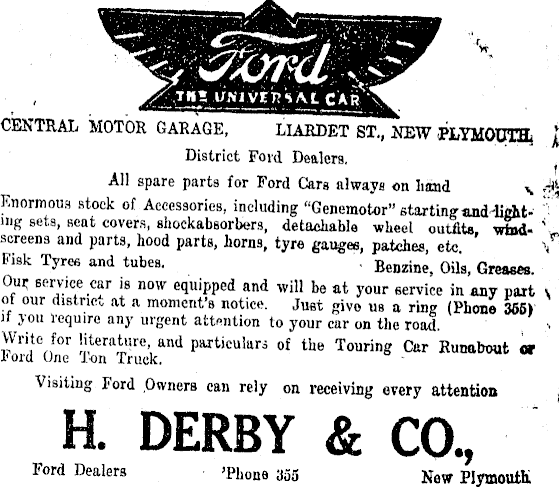 Ford
THE UNIVERSAL CAR
CENTRAL MOTOR GARAGE, LIARDET ST., NEW PLYMOUTH.
District Ford Dealers.
All spare parts for Ford Cars always on hand
Enormous stock of Accessories, including "Genemotor" starting and light-
ing sets, seat covers, shockabsorbers, detachable wheel outfits, wind-
screens and parts, hood parts, horns, tyre gauges, patches, etc.
Fisk Tyres and tubes. Benzine, Oils, Greases.
Our service car is now equipped and will be at your service in any part
of our district at a moment's notice. Just give us a ring (Phone 355)
if you require any urgent attention to your car on the road.
Write for literature, and particulars of the Touring Car Runabout or
Ford One Ton Truck.
Visiting Ford Owners can rely on receiving every attention
H. DERBY & CO.,
Ford Dealers 'Phone 355 New Plymouth